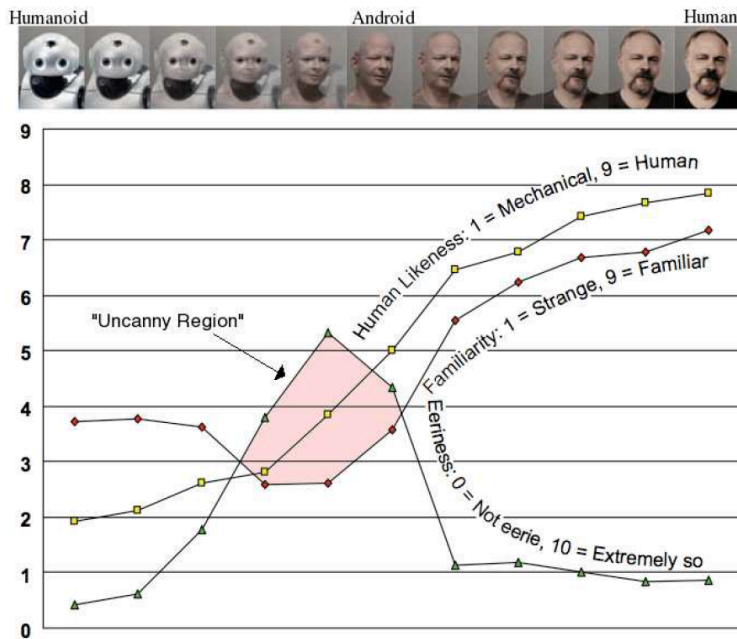 Humanoid Android Human
9
8
7
6
5
4
3
2
1
0
"Uncanny Region"
Human Likeness: 1 = Mechanical, 9 = Human
Familiarity: 1 = Strange, 9 = Familiar
Eeriness: 0 = Not eerie, 10 = Extremely so